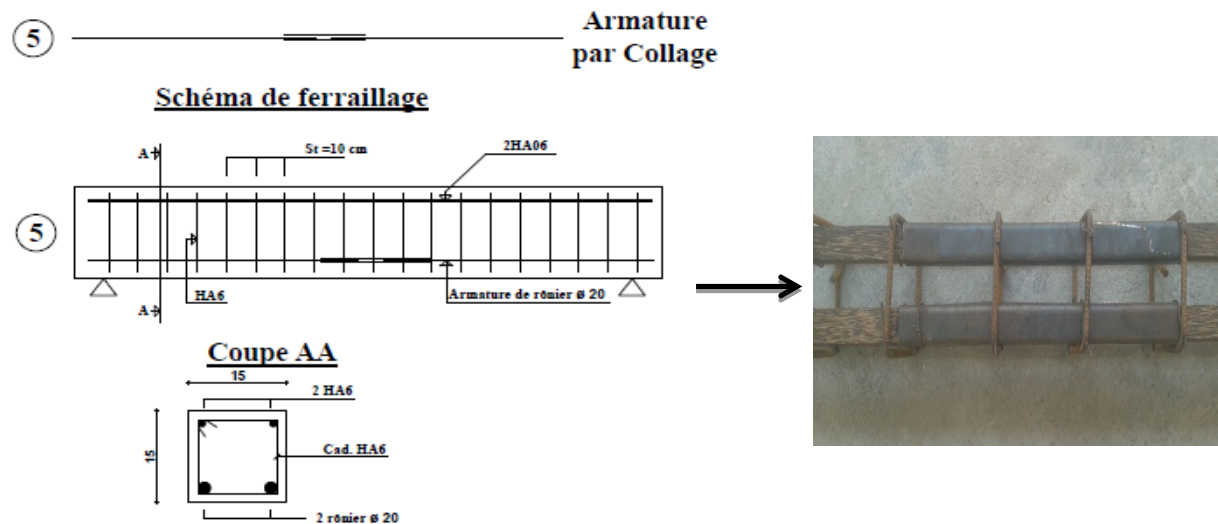 5
Armature
par Collage
Schéma de ferraillage
A
St =10 cm
2HA06
5
HA6
Armature de rônier ø 20
A
Coupe AA
15
2 HA6
15
Cad. HA6
2 rônier ø 20